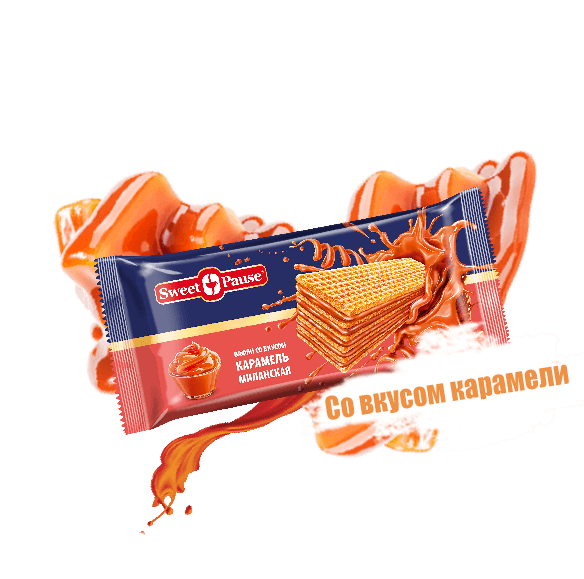 Sweet Pause
ВАФЛИ СО ВКУСОМ
КАРАМЕЛЬ
МИЛАНСКАЯ
Со вкусом карамели